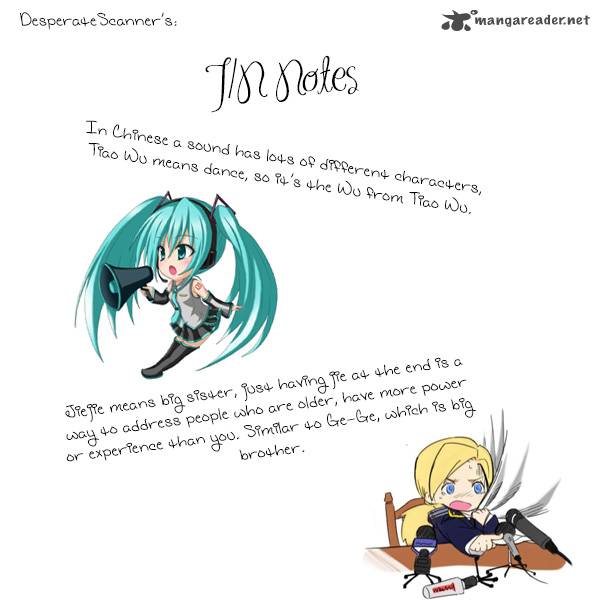 DesperateScanner's:
mangareader.net
T/N Notes
In Chinese a sound has lots of different characters,
Tiao Wu means dance, so it's the Wu from Tiao Wu.
Jiejie means big sister, just having jie at the end is a
way to address people who are older, have more power
or experience than you. Similar to Ge-Ge, which is big
brother.